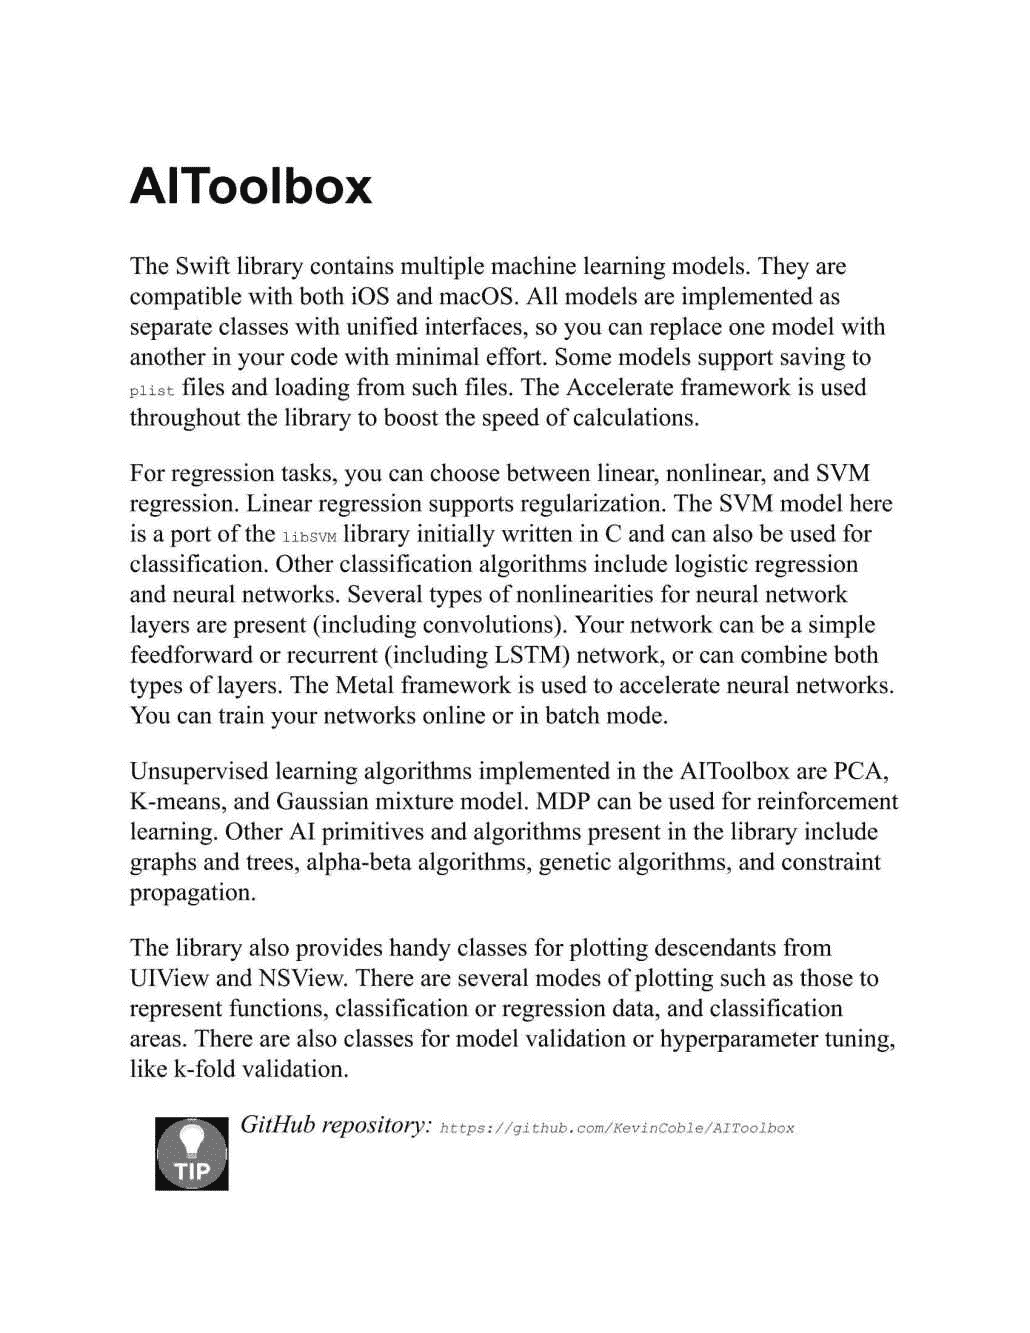 AIToolbox
The Swift library contains multiple machine learning models. They are
compatible with both iOS and macOS. All models are implemented as
separate classes with unified interfaces, so you can replace one model with
another in your code with minimal effort. Some models support saving to
plist files and loading from such files. The Accelerate framework is used
throughout the library to boost the speed of calculations.
For regression tasks, you can choose between linear, nonlinear, and SVM
regression. Linear regression supports regularization. The SVM model here
is a port of the libSVM library initially written in C and can also be used for
classification. Other classification algorithms include logistic regression
and neural networks. Several types of nonlinearities for neural network
layers are present (including convolutions). Your network can be a simple
feedforward or recurrent (including LSTM) network, or can combine both
types of layers. The Metal framework is used to accelerate neural networks.
You can train your networks online or in batch mode.
Unsupervised learning algorithms implemented in the AIToolbox are PCA,
K-means, and Gaussian mixture model. MDP can be used for reinforcement
learning. Other AI primitives and algorithms present in the library include
graphs and trees, alpha-beta algorithms, genetic algorithms, and constraint
propagation.
The library also provides handy classes for plotting descendants from
UIView and NSView. There are several modes of plotting such as those to
represent functions, classification or regression data, and classification
areas. There are also classes for model validation or hyperparameter tuning,
like k-fold validation.
GitHub repository: https://github.com/KevinCoble/AIToolbox
TIP